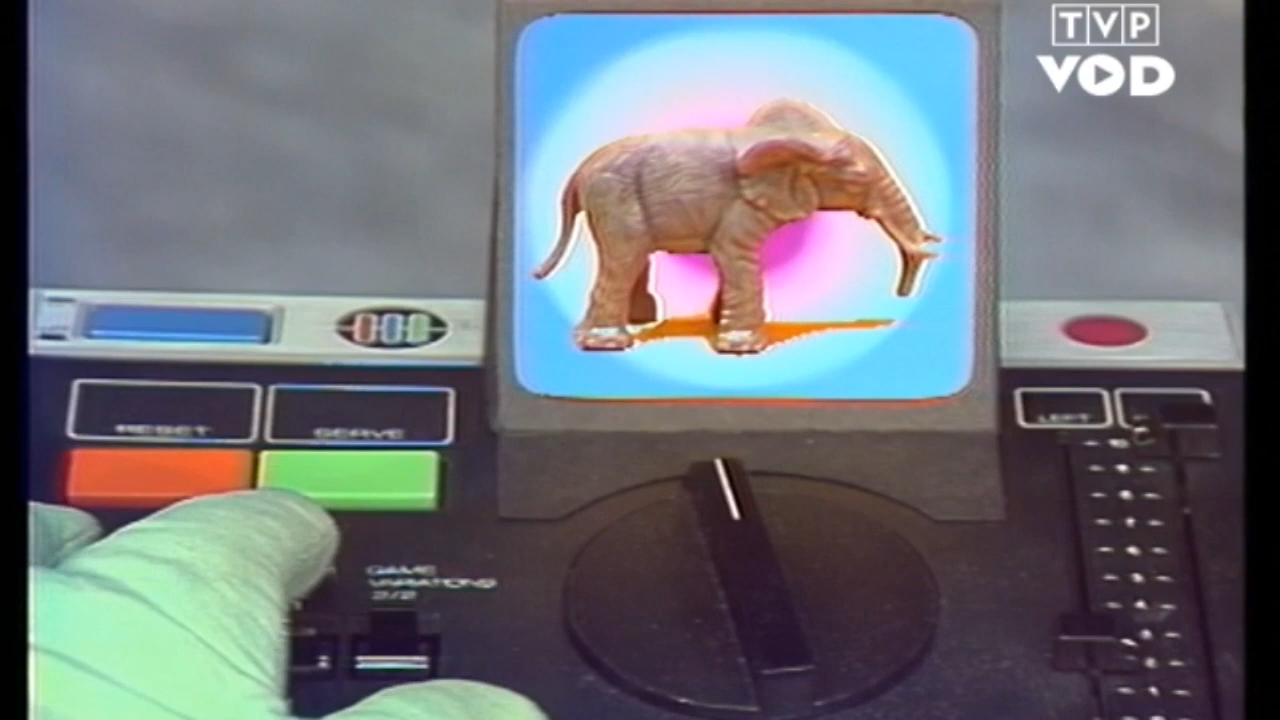 TVP
VOD
RESET
SERVE
LEFT
GAME
VARIATIONS